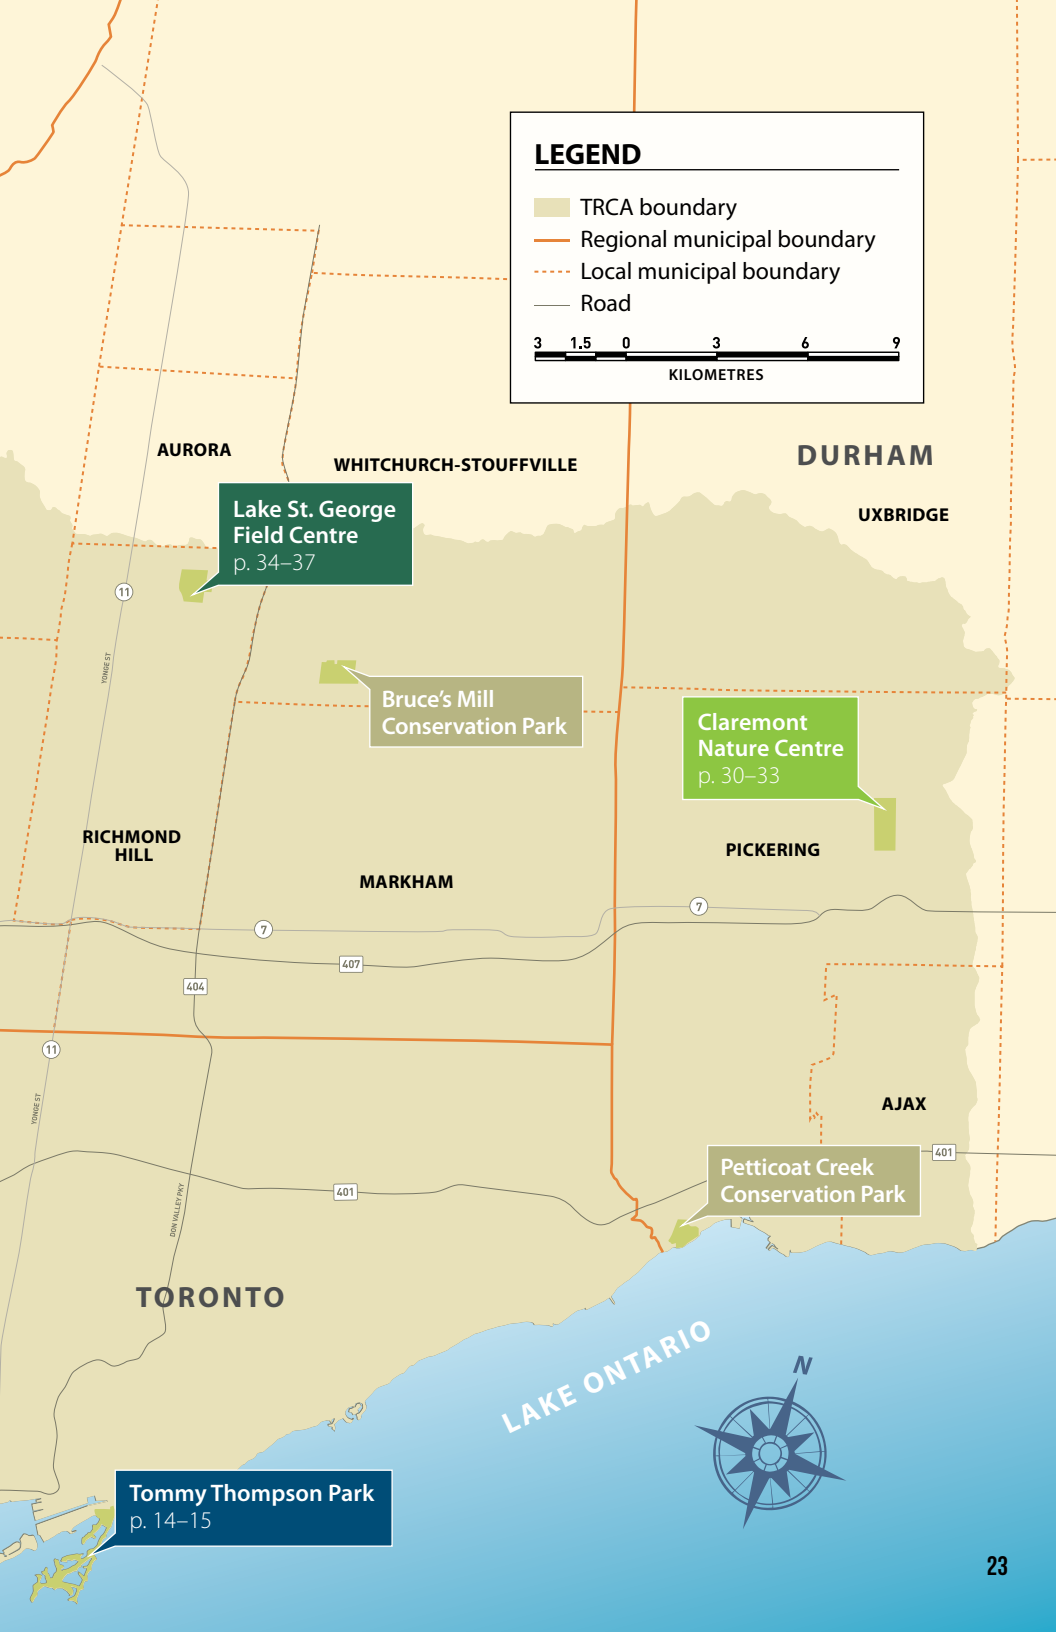 LEGEND
TRCA boundary
Regional municipal boundary
Local municipal boundary
Road
3 1.5 0 3 6 9
KILOMETRES
AURORA
WHITCHURCH-STOUFFVILLE
DURHAM
UXBRIDGE
Lake St. George
Field Centre
p. 34–37
11
YONGE ST
Bruce's Mill
Conservation Park
Claremont
Nature Centre
p. 30–33
RICHMOND
HILL
MARKHAM
PICKERING
7
7
407
404
11
YONGE ST
AJAX
401
Petticoat Creek
Conservation Park
401
DON VALLEY PKY
TORONTO
LAKE ONTARIO
N
Tommy Thompson Park
p. 14–15
23